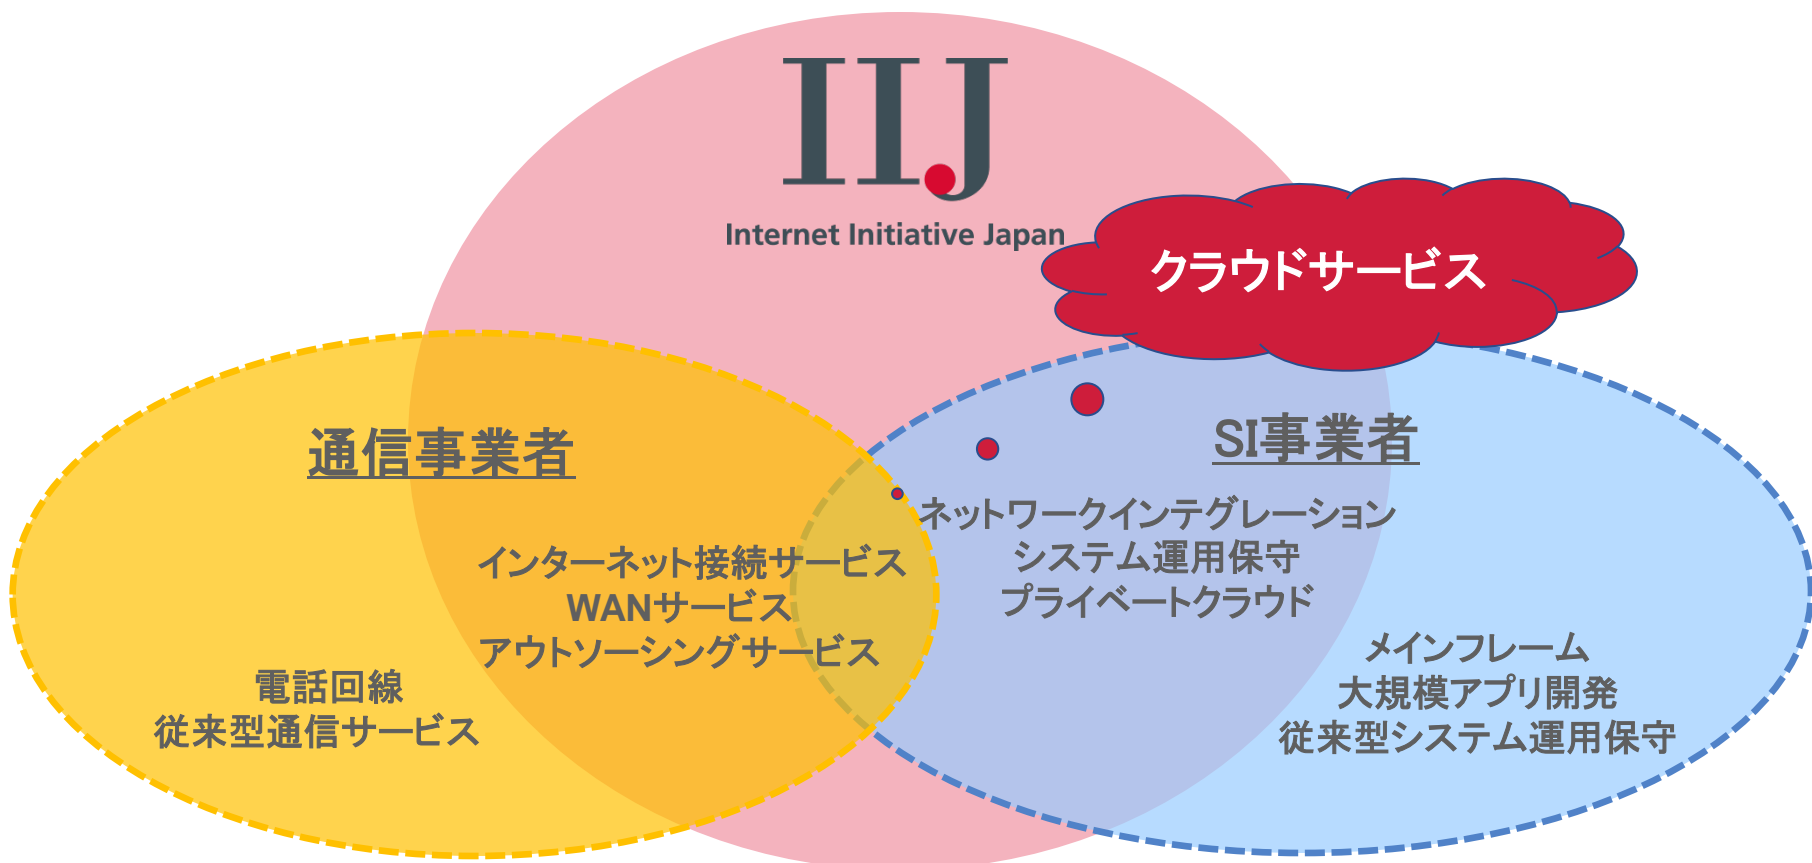 IIJ
Internet Initiative Japan
クラウドサービス
通信事業者
インターネット接続サービス
WANサービス
アウトソーシングサービス
電話回線
従来型通信サービス
SI事業者
ネットワークインテグレーション
システム運用保守
プライベートクラウド
メインフレーム
大規模アプリ開発
従来型システム運用保守